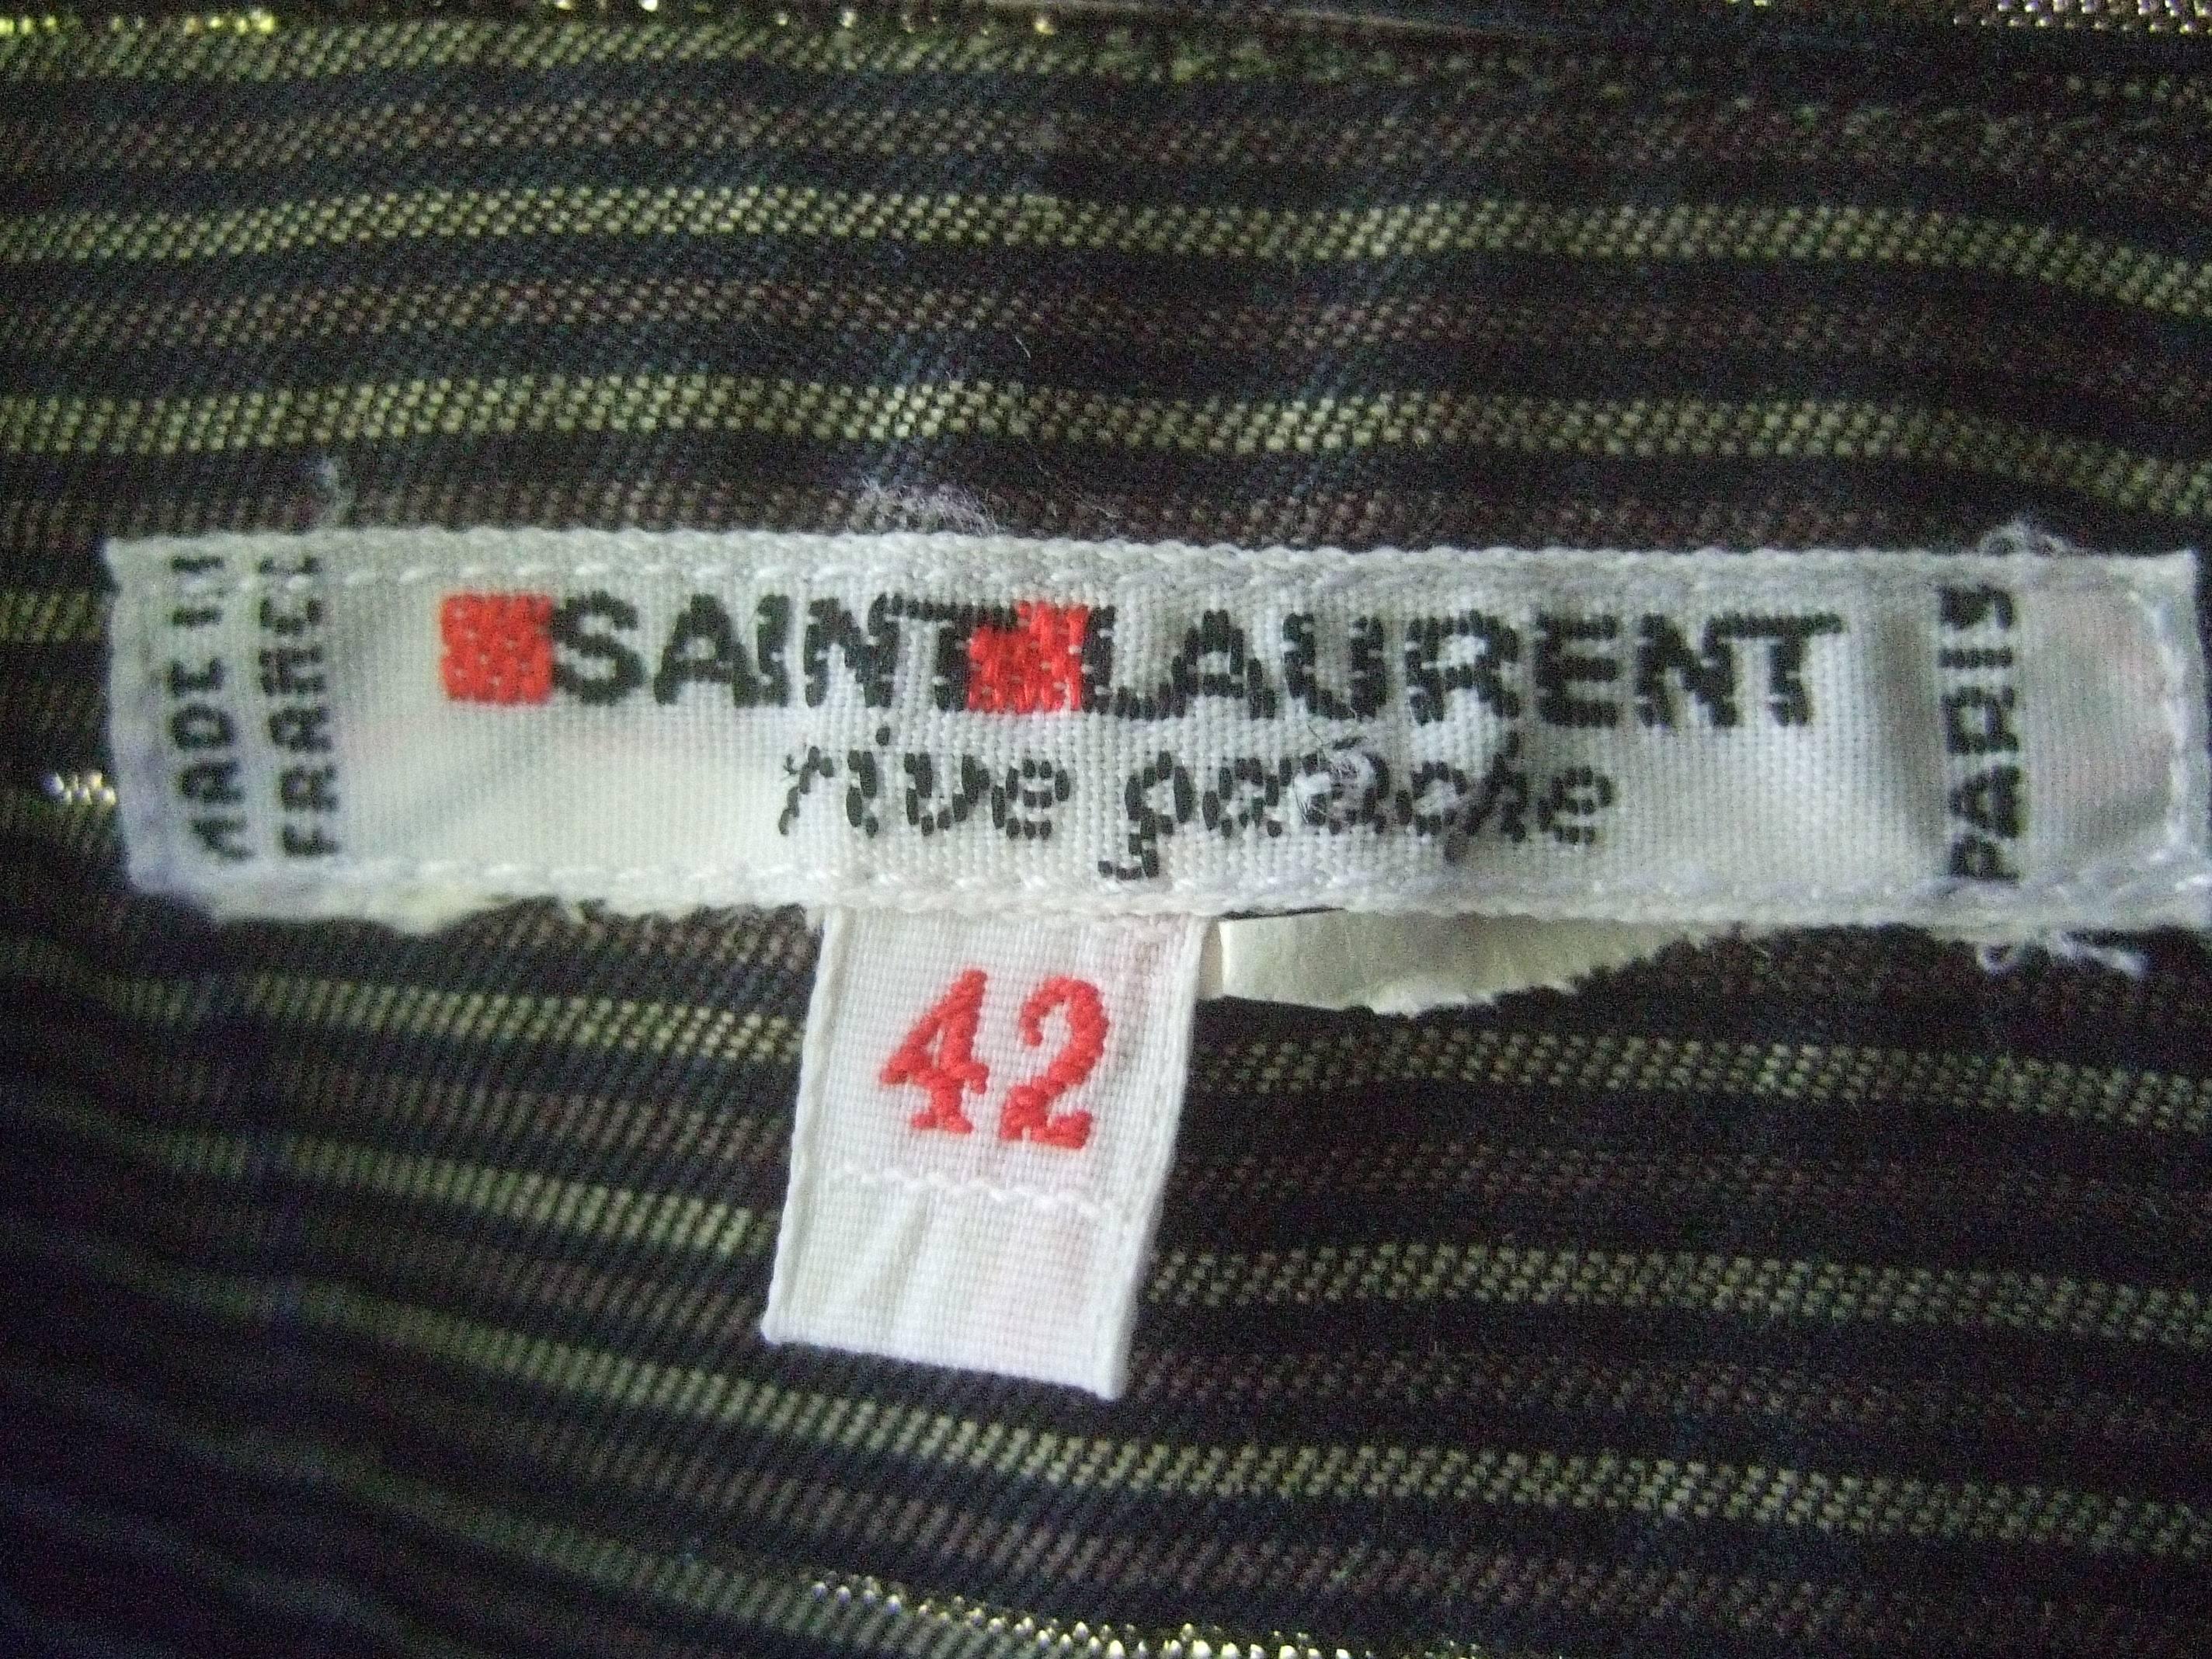 MADE IN
FRANCE
SAINT LAURENT
rive gauche
PARIS
42